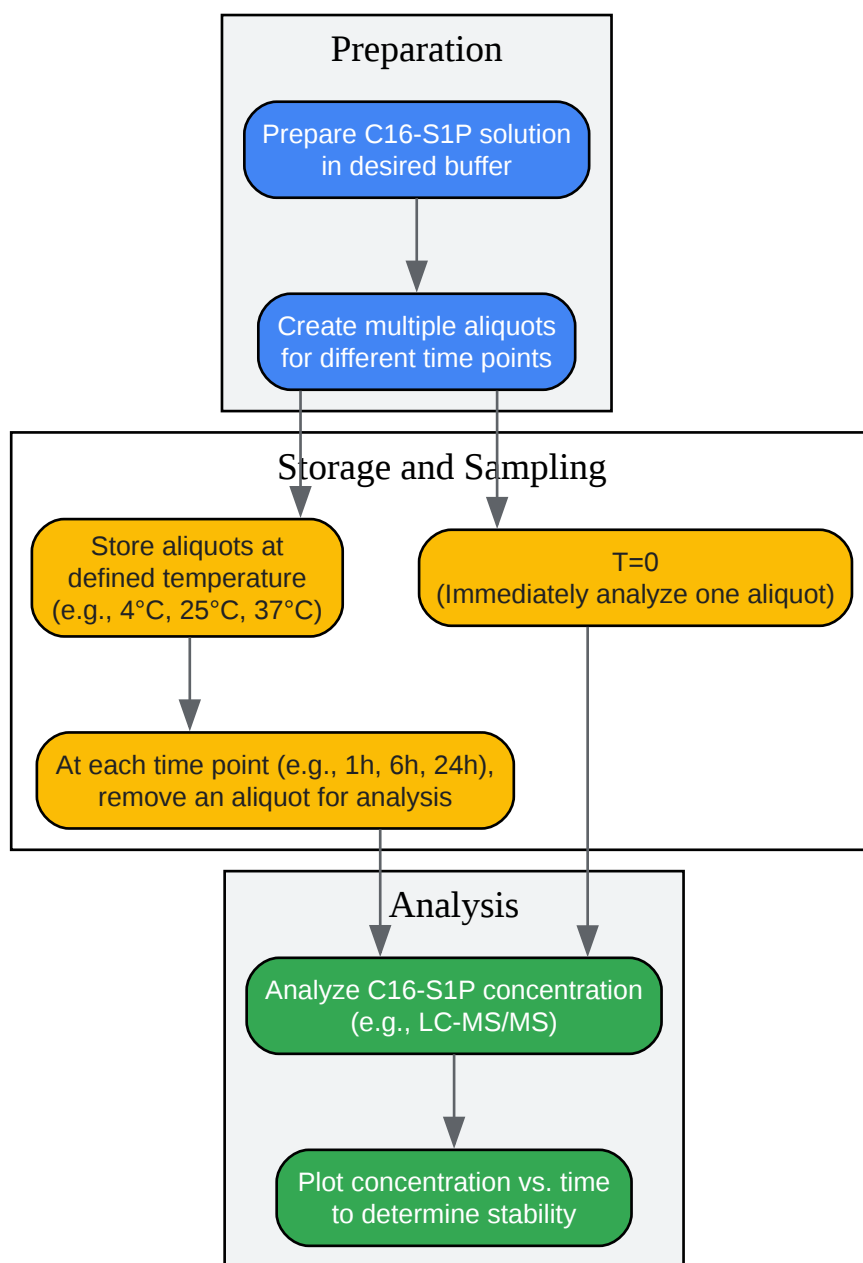 Preparation
Prepare C16-S1P solution
in desired buffer
Create multiple aliquots
for different time points
Storage and Sampling
Store aliquots at
defined temperature
(e.g., 4°C, 25°C, 37°C)
T=0
(Immediately analyze one aliquot)
At each time point (e.g., 1h, 6h, 24h),
remove an aliquot for analysis
Analysis
Analyze C16-S1P concentration
(e.g., LC-MS/MS)
Plot concentration vs. time
to determine stability